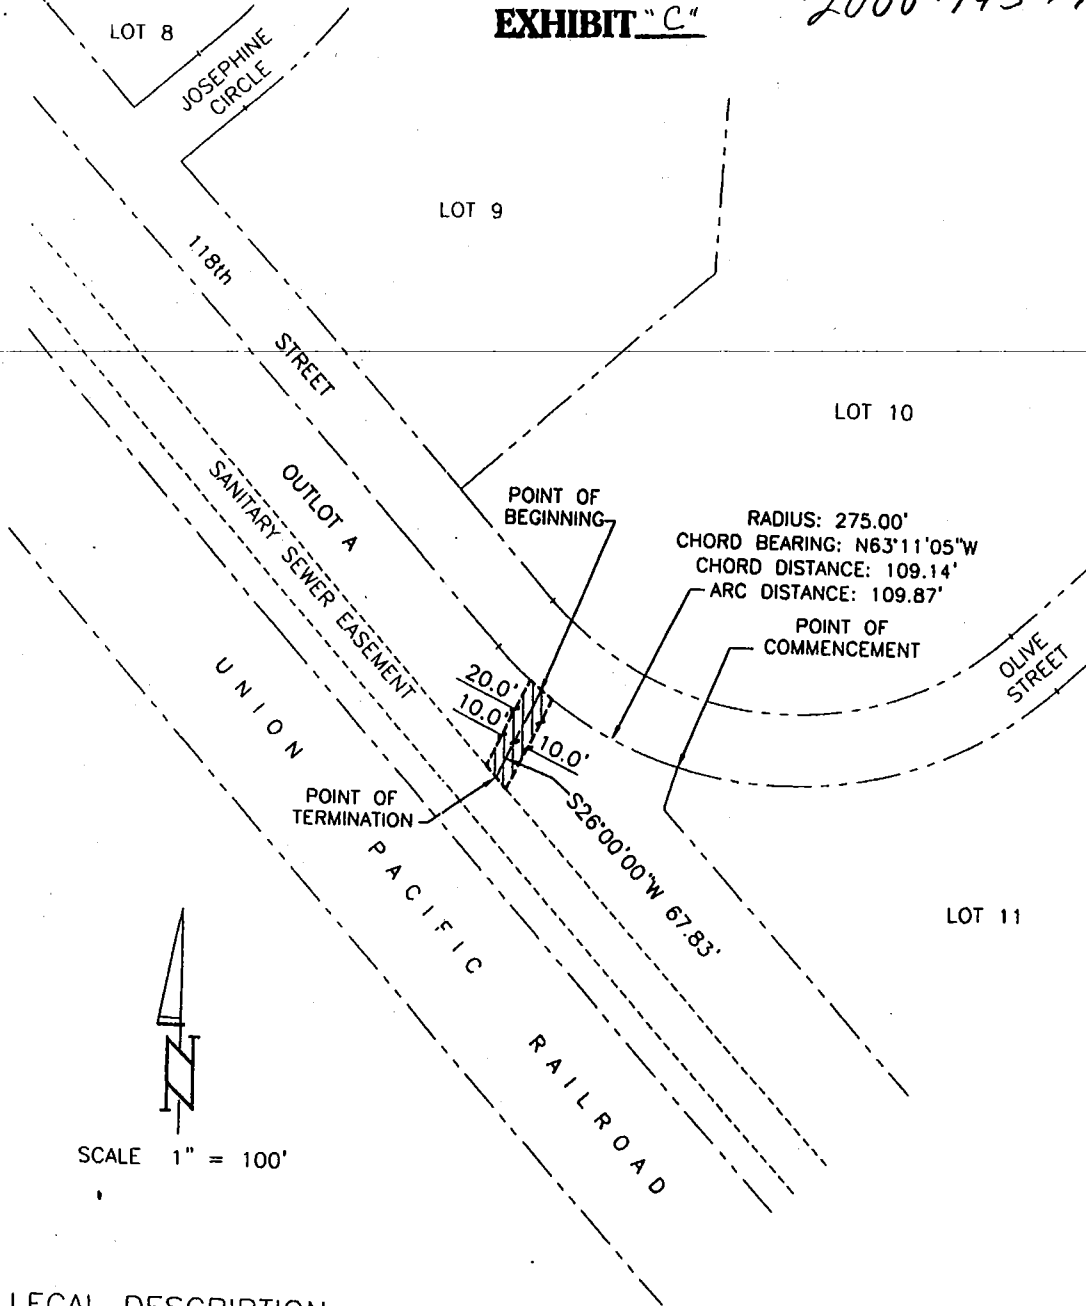 EXHIBIT "C"
LOT 8
JOSEPHINE
CIRCLE
LOT 9
118th
STREET
LOT 10
OUTLOT A
SANITARY SEWER EASEMENT
POINT OF
BEGINNING
RADIUS: 275.00'
CHORD BEARING: N63°11'05"W
CHORD DISTANCE: 109.14'
ARC DISTANCE: 109.87'
POINT OF
COMMENCEMENT
OLIVE
STREET
20.0'
10.0'
10.0'
POINT OF
TERMINATION
S26°00'00"W 67.83'
UNION
PACIFIC
RAILROAD
LOT 11
N
SCALE 1" = 100'
LEGAL DESCRIPTION